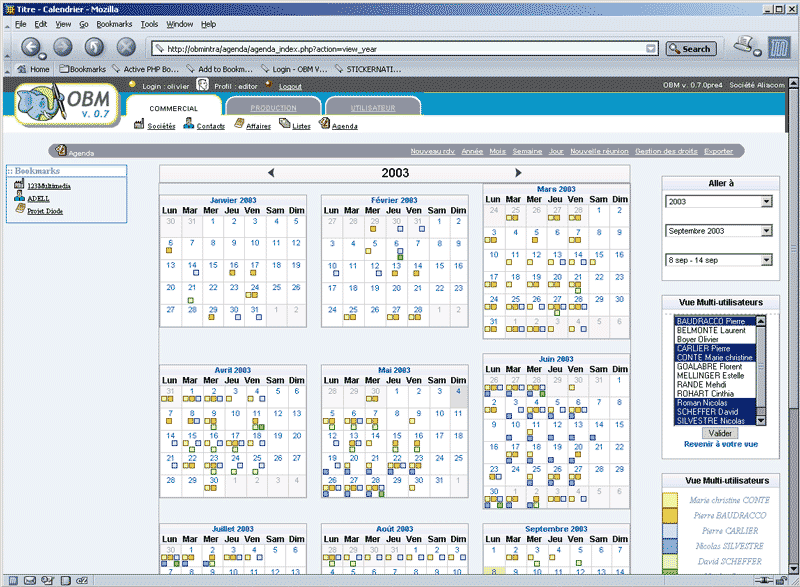 Titre - Calendrier - Mozilla
File Edit View Go Bookmarks Tools Window Help
http://obmintra/agenda/agenda_index.php?action=view_year
Search
Home Bookmarks Active PHP Bo... Add to Bookm... Login - OBM V... STICKERNATI...
OBM
v. 0.7
Login : olivier Profil : editor Logout
OBM v0.7.0pre4 Société Aliacom
COMMERCIAL PRODUCTION UTILISATEUR
Sociétés Contacts Affaires Listes Agenda
Agenda
Nouveau rdv Année Mois Semaine Jour Nouvelle réunion Gestion des droits Exporter
:: Bookmarks
123Multimedia
ADELL
Projet Diode
2003
Janvier 2003
Lun Mar Mer Jeu Ven Sam Dim
30 31 1 2 3 4 5
6 7 8 9 10 11 12
13 14 15 16 17 18 19
20 21 22 23 24 25 26
27 28 29 30 31 1 2
Février 2003
Lun Mar Mer Jeu Ven Sam Dim
27 28 29 30 31 1 2
3 4 5 6 7 8 9
10 11 12 13 14 15 16
17 18 19 20 21 22 23
24 25 26 27 28 1 2
Mars 2003
Lun Mar Mer Jeu Ven Sam Dim
24 25 26 27 28 1 2
3 4 5 6 7 8 9
10 11 12 13 14 15 16
17 18 19 20 21 22 23
24 25 26 27 28 29 30
31 1 2 3 4 5 6
Avril 2003
Lun Mar Mer Jeu Ven Sam Dim
31 1 2 3 4 5 6
7 8 9 10 11 12 13
14 15 16 17 18 19 20
21 22 23 24 25 26 27
28 29 30 1 2 3 4
Mai 2003
Lun Mar Mer Jeu Ven Sam Dim
28 29 30 1 2 3 4
5 6 7 8 9 10 11
12 13 14 15 16 17 18
19 20 21 22 23 24 25
26 27 28 29 30 31 1
Juin 2003
Lun Mar Mer Jeu Ven Sam Dim
26 27 28 29 30 31 1
2 3 4 5 6 7 8
9 10 11 12 13 14 15
16 17 18 19 20 21 22
23 24 25 26 27 28 29
30 1 2 3 4 5 6
Juillet 2003
Lun Mar Mer Jeu Ven Sam Dim
30 1 2 3 4 5 6
7 8 9 10 11 12 13
Août 2003
Lun Mar Mer Jeu Ven Sam Dim
28 29 30 31 1 2 3
4 5 6 7 8 9 10
Septembre 2003
Lun Mar Mer Jeu Ven Sam Dim
1 2 3 4 5 6 7
8 9 10 11 12 13 14
Aller à
2003
Septembre 2003
8 sep - 14 sep
Vue Multi-utilisateurs
BAUDRACCO Pierre
BELMONTE Laurent
Boyer Olivier
CARLIER Pierre
CONTE Marie christine
GOALABRE Florent
MELLINGER Estelle
RANDE Mehdi
ROHART Cinthia
Roman Nicolas
SCHEFFER David
SILVESTRE Nicolas
Valider
Revenir à votre vue
Vue Multi-utilisateurs
Marie christine CONTE
Pierre BAUDRACCO
Pierre CARLIER
Nicolas SILVESTRE
David SCHEFFER